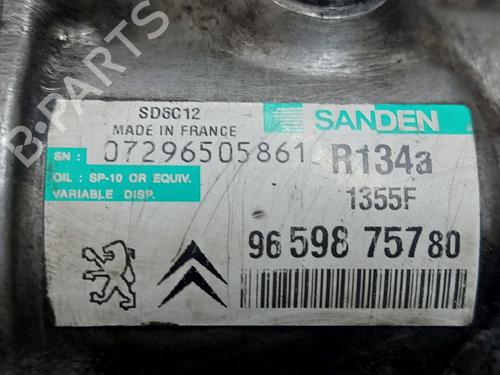 SD6C12
MADE IN FRANCE
SANDEN
SN : 07296505861
R134a
OIL : SP-10 OR EQUIV.
VARIABLE DISP.
1355F
96 598 757 80
B-PARTS